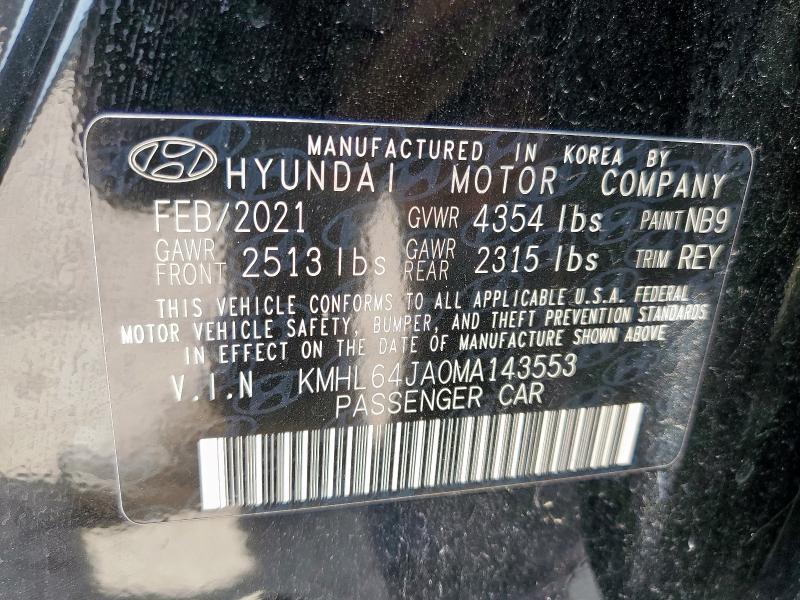 MANUFACTURED IN KOREA BY
HYUNDAI MOTOR COMPANY
FEB/2021 GVWR 4354 lbs PAINT NB9
GAWR FRONT 2513 lbs GAWR REAR 2315 lbs TRIM REY
THIS VEHICLE CONFORMS TO ALL APPLICABLE U.S.A. FEDERAL
MOTOR VEHICLE SAFETY, BUMPER, AND THEFT PREVENTION STANDARDS
IN EFFECT ON THE DATE OF MANUFACTURE SHOWN ABOVE
V.I.N KMHL64JA0MA143553
PASSENGER CAR